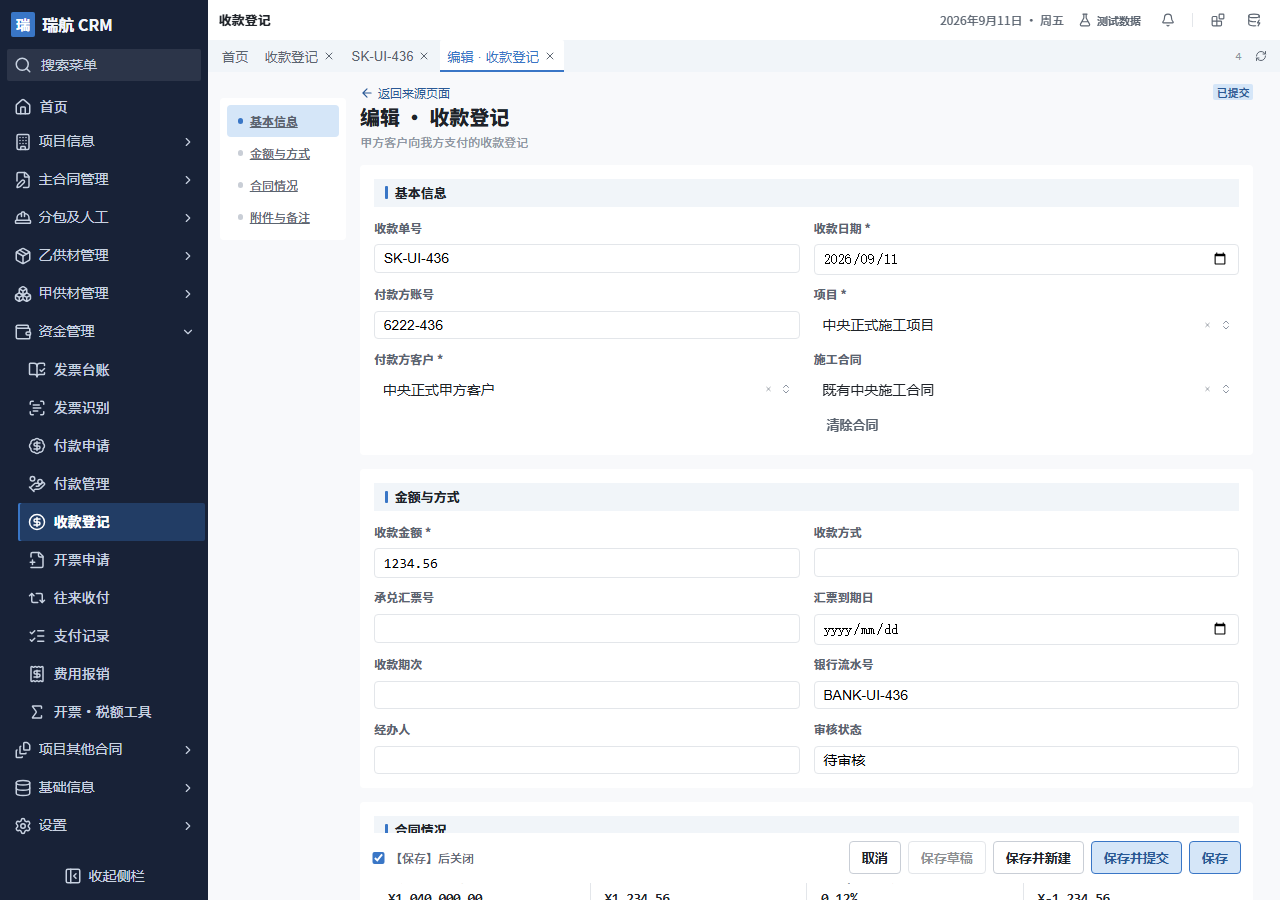 瑞 瑞航 CRM
搜索菜单
首页
项目信息
主合同管理
分包及人工
乙供材管理
甲供材管理
资金管理
发票台账
发票识别
付款申请
付款管理
收款登记
开票申请
往来收付
支付记录
费用报销
开票・税额工具
项目其他合同
基础信息
设置
收起侧栏
收款登记
2026年9月11日 · 周五 测试数据
首页 收款登记 × SK-UI-436 × 编辑 · 收款登记 × 4
基本信息
金额与方式
合同情况
附件与备注
← 返回来源页面 已提交
编辑 · 收款登记
甲方客户向我方支付的收款登记
基本信息
收款单号 收款日期 *
SK-UI-436 2026/09/11
付款方账号 项目 *
6222-436 中央正式施工项目 ×
付款方客户 * 施工合同
中央正式甲方客户 × 既有中央施工合同 ×
清除合同
金额与方式
收款金额 * 收款方式
1234.56
承兑汇票号 汇票到期日
yyyy/mm/dd
收款期次 银行流水号
BANK-UI-436
经办人 审核状态
待审核
合同情况
【保存】后关闭 取消 保存草稿 保存并新建 保存并提交 保存
¥1,040,000.00 ¥1,234.56 0.12% ¥-1,234.56